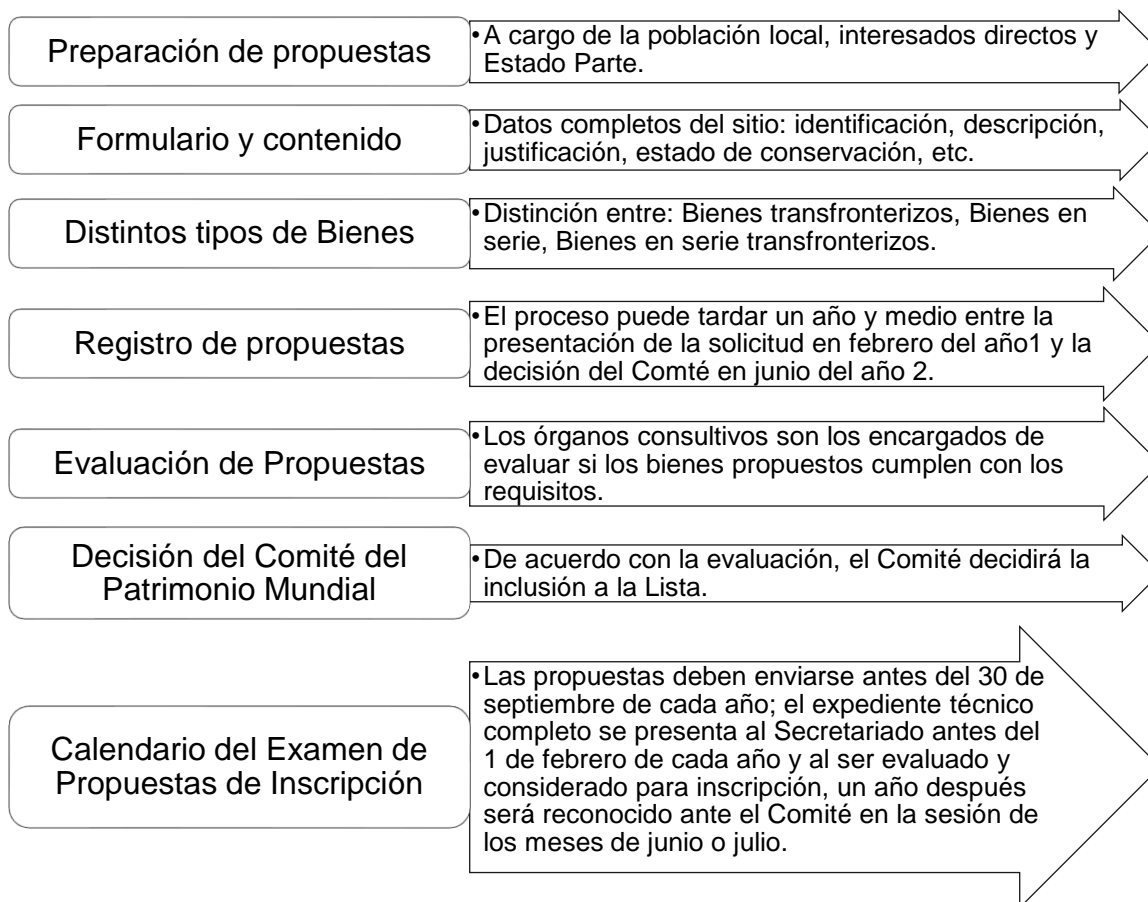 Preparación de propuestas
•A cargo de la población local, interesados directos y
Estado Parte.
Formulario y contenido
•Datos completos del sitio: identificación, descripción,
justificación, estado de conservación, etc.
Distintos tipos de Bienes
•Distinción entre: Bienes transfronterizos, Bienes en
serie, Bienes en serie transfronterizos.
Registro de propuestas
•El proceso puede tardar un año y medio entre la
presentación de la solicitud en febrero del año1 y la
decisión del Comté en junio del año 2.
Evaluación de Propuestas
•Los órganos consultivos son los encargados de
evaluar si los bienes propuestos cumplen con los
requisitos.
Decisión del Comité del
Patrimonio Mundial
•De acuerdo con la evaluación, el Comité decidirá la
inclusión a la Lista.
Calendario del Examen de
Propuestas de Inscripción
•Las propuestas deben enviarse antes del 30 de
septiembre de cada año; el expediente técnico
completo se presenta al Secretariado antes del
1 de febrero de cada año y al ser evaluado y
considerado para inscripción, un año después
será reconocido ante el Comité en la sesión de
los meses de junio o julio.